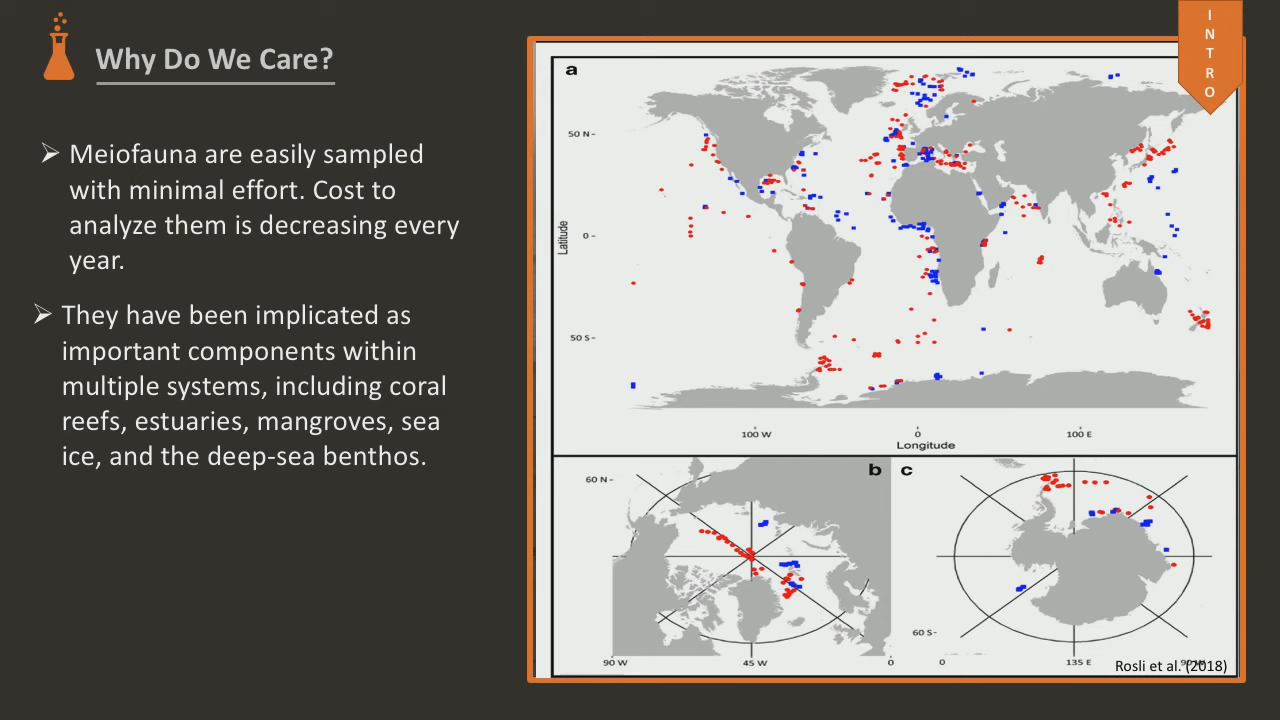 Why Do We Care?
I
N
T
R
O
➢ Meiofauna are easily sampled
with minimal effort. Cost to
analyze them is decreasing every
year.
➢ They have been implicated as
important components within
multiple systems, including coral
reefs, estuaries, mangroves, sea
ice, and the deep-sea benthos.
a
50 N-
Latitude
0 -
50 S-
100 W
0
100 E
Longitude
b
60 N-
90 W
45 W
0
c
60 S-
0
135 E
90 W
Rosli et al. (2018)